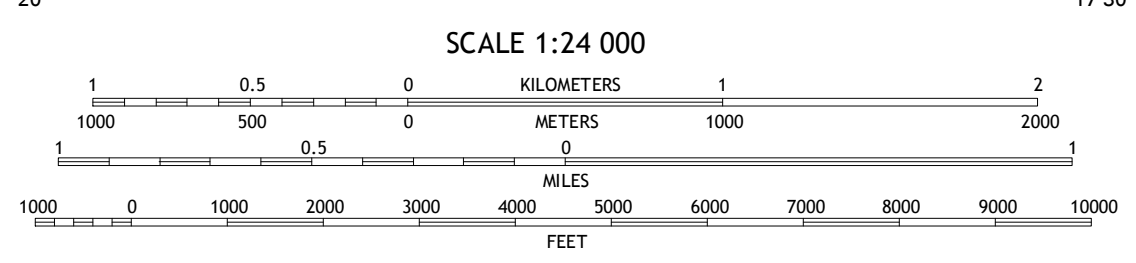 SCALE 1:24 000
1 0.5 0 KILOMETERS 1 2
1000 500 0 METERS 1000 2000
1 0.5 0 1
MILES
1000 0 1000 2000 3000 4000 5000 6000 7000 8000 9000 10000
FEET